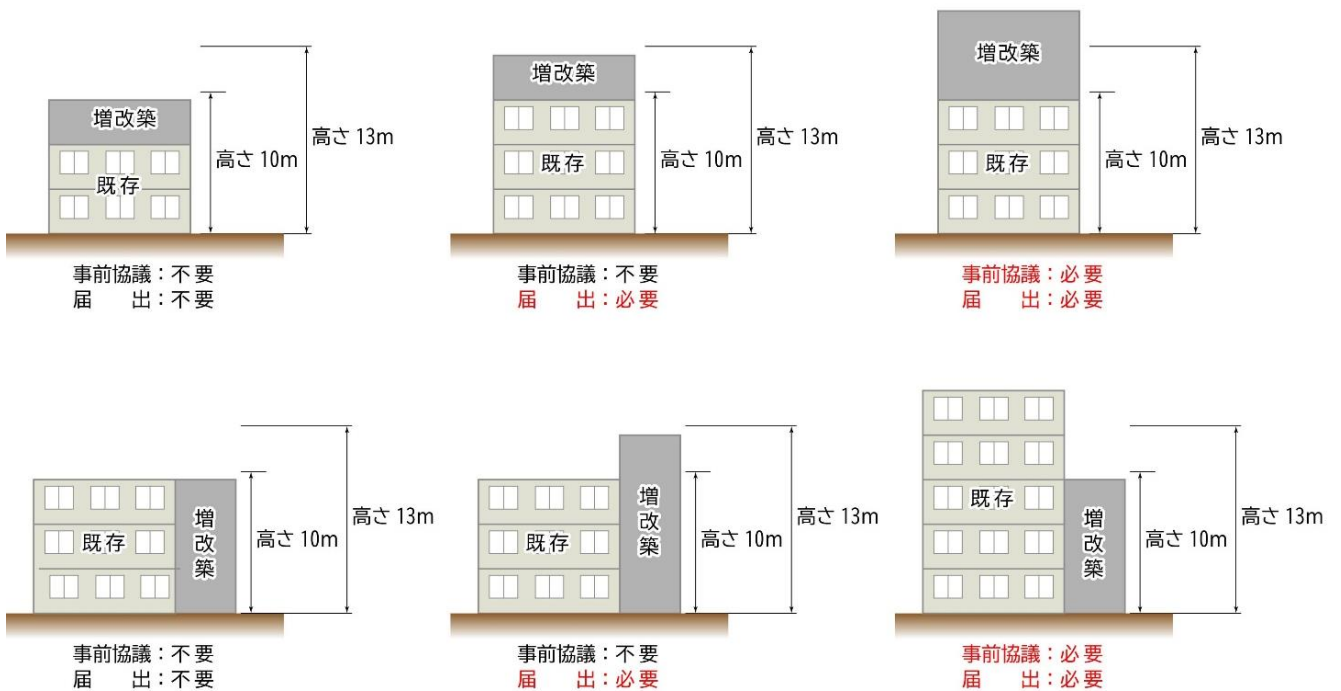 増改築
既存
高さ 10m
高さ 13m
事前協議：不要
届　　出：不要
増改築
既存
高さ 10m
高さ 13m
事前協議：不要
届　　出：必要
増改築
既存
高さ 10m
高さ 13m
事前協議：必要
届　　出：必要
既存
増改築
高さ 10m
高さ 13m
事前協議：不要
届　　出：不要
既存
増改築
高さ 10m
高さ 13m
事前協議：不要
届　　出：必要
既存
増改築
高さ 10m
高さ 13m
事前協議：必要
届　　出：必要